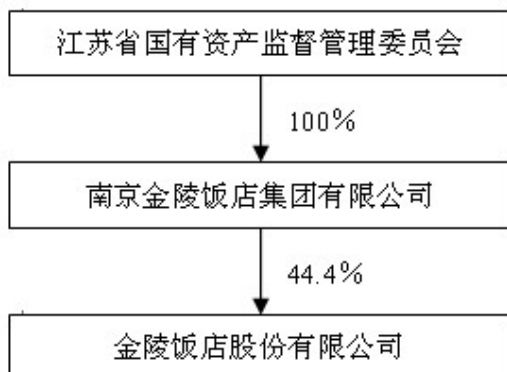 江苏省国有资产监督管理委员会
100%
南京金陵饭店集团有限公司
44.4%
金陵饭店股份有限公司